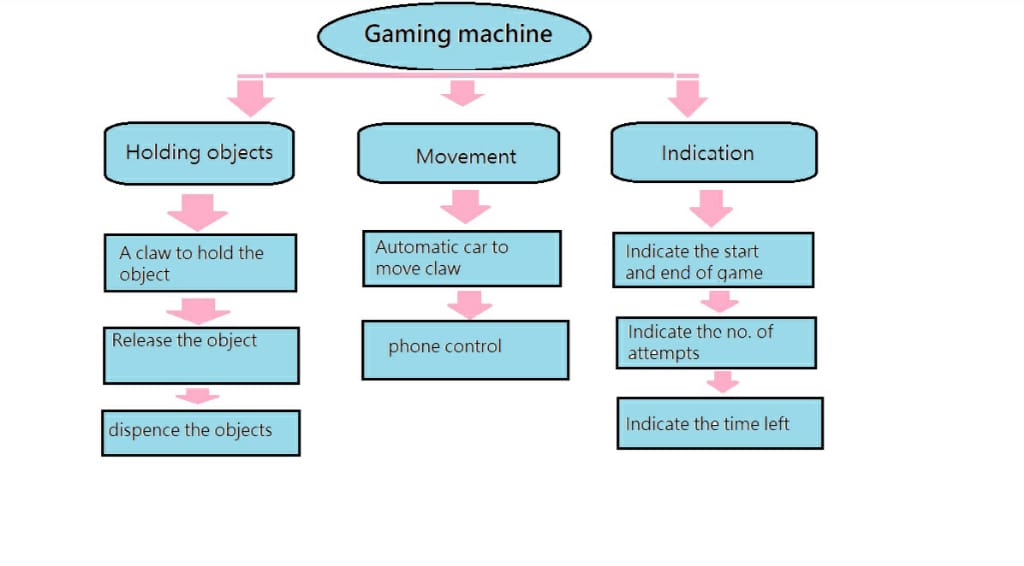 Gaming machine
Holding objects
Movement
Indication
A claw to hold the
object
Automatic car to
move claw
Indicate the start
and end of game
Release the object
phone control
Indicate the no. of
attempts
dispence the objects
Indicate the time left